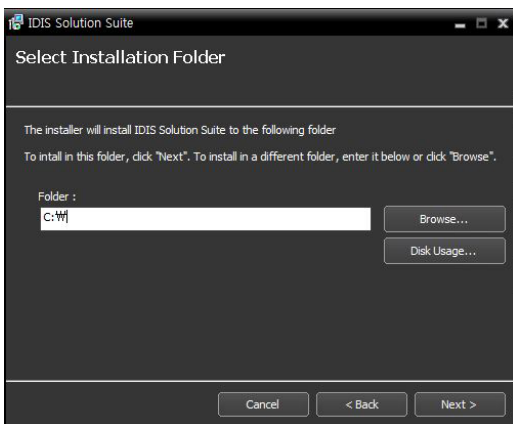 IDIS Solution Suite
Select Installation Folder
The installer will install IDIS Solution Suite to the following folder
To intall in this folder, click "Next". To install in a different folder, enter it below or click "Browse".
Folder :
C:₩
Browse...
Disk Usage...
Cancel
< Back
Next >